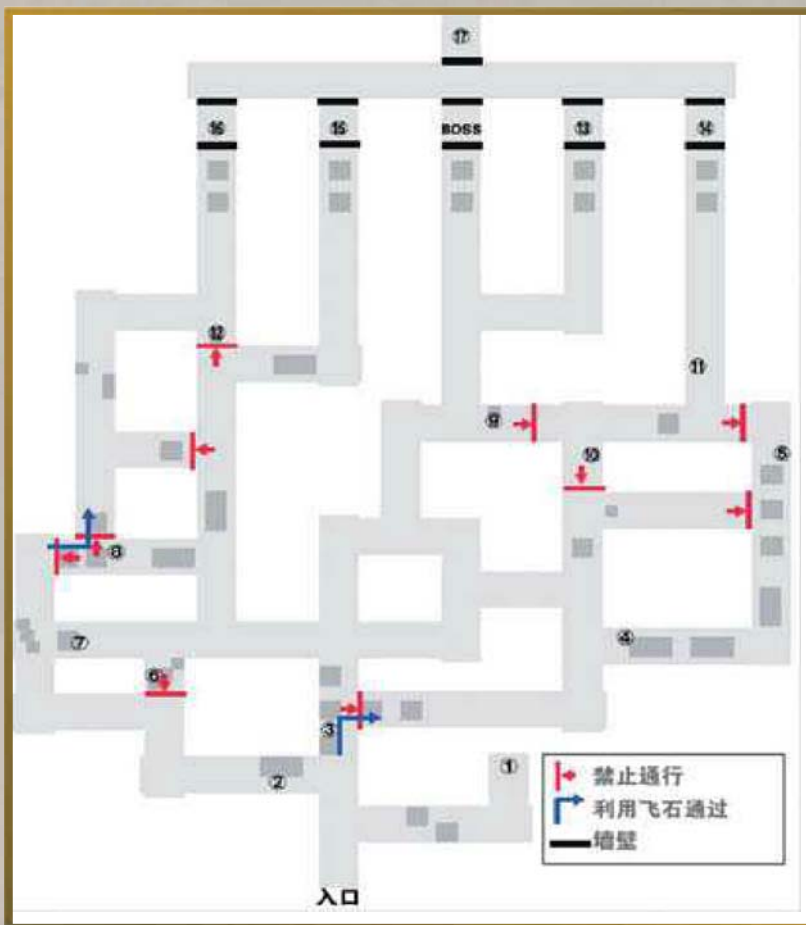 ⑰
⑯ ⑮ BOSS ⑬ ⑭
⑫
⑪
⑨
⑩ ⑤
⑧
⑦ ④
⑥
③
② ①
禁止通行
利用飞石通过
墙壁
入口